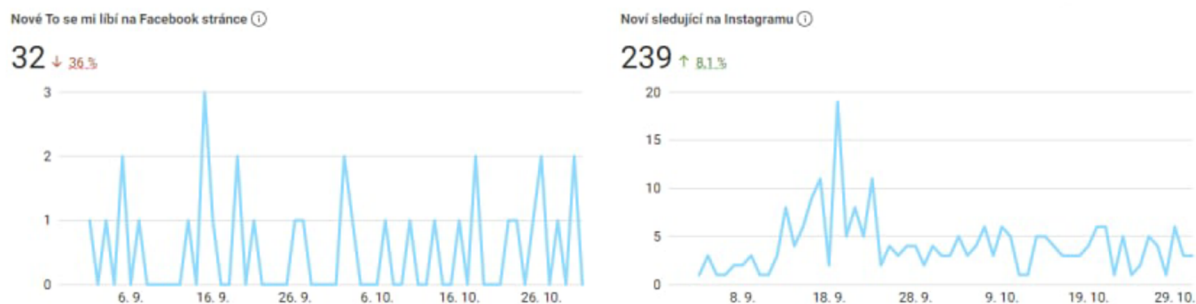 Nové To se mi líbí na Facebook stránce
32 ↓ 36 %
3
2
1
0
6. 9. 16. 9. 26. 9. 6. 10. 16. 10. 26. 10.
Noví sledující na Instagramu
239 ↑ 8,1 %
20
15
10
5
0
8. 9. 18. 9. 28. 9. 9. 10. 19. 10. 29. 10.